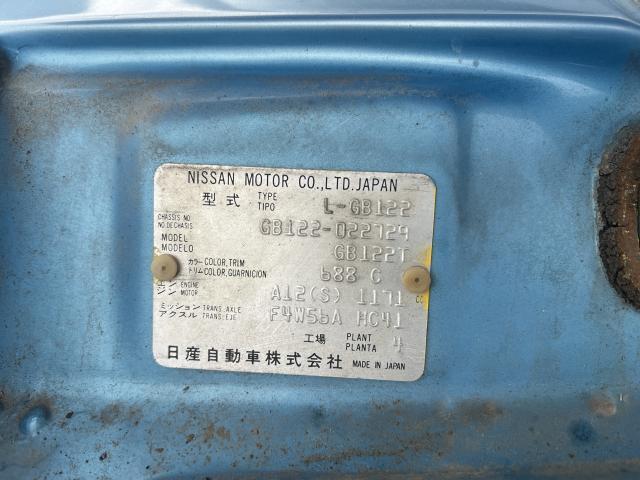 NISSAN MOTOR CO.,LTD.JAPAN
型式 TYPE TIPO L-GB122
CHASSIS NO. NO.DE CHASIS GB122-022729
MODEL MODELO GB122T
カラー COLOR,TRIM トリム COLOR,GUARNICION 688 C
エンジン ENGINE MOTOR A12(S) 1171 CC
ミッション TRANS.AXLE アクスル TRANS.EJE F4W56A HC41
工場 PLANT PLANTA 4
日産自動車株式会社 MADE IN JAPAN